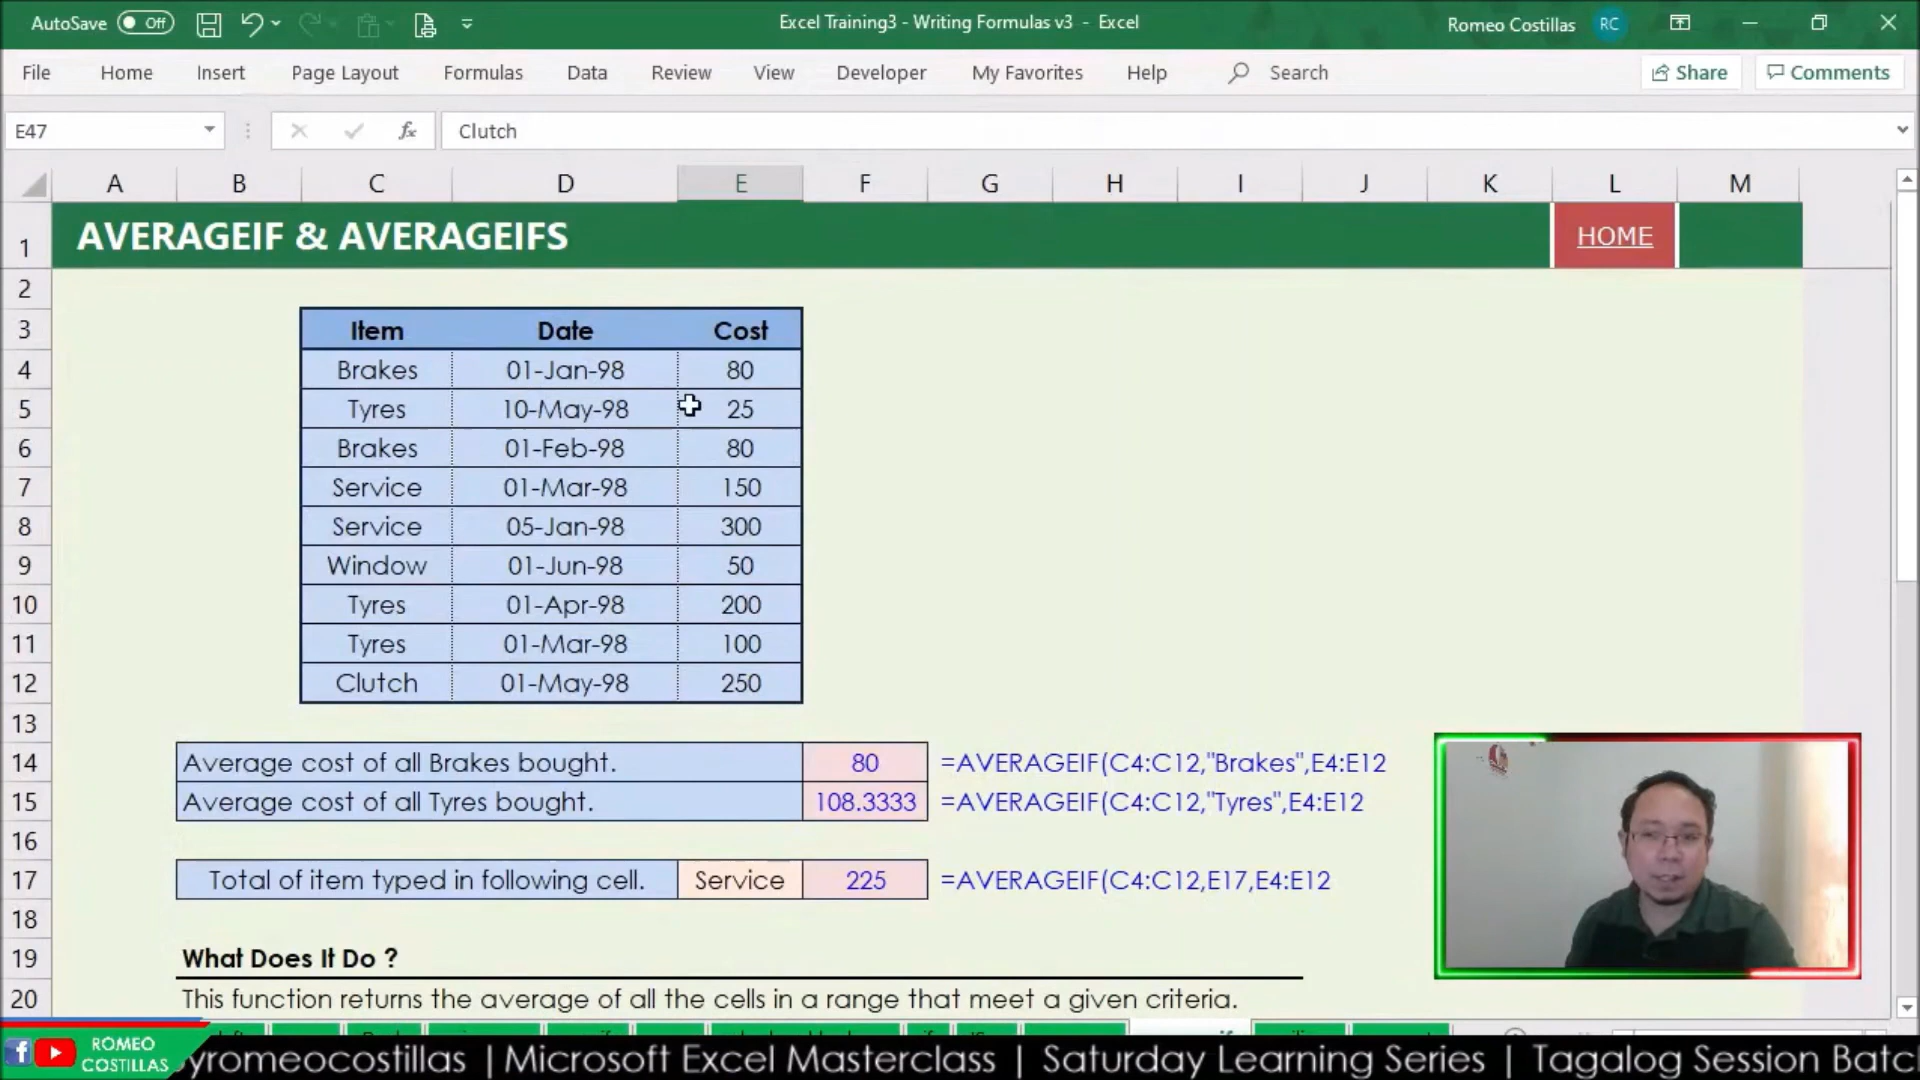 AutoSave Off
Excel Training3 - Writing Formulas v3 - Excel
Romeo Costillas RC
File Home Insert Page Layout Formulas Data Review View Developer My Favorites Help Search Share Comments
E47 fx Clutch
A B C D E F G H I J K L M
1 AVERAGEIF & AVERAGEIFS HOME
2
3 Item Date Cost
4 Brakes 01-Jan-98 80
5 Tyres 10-May-98 25
6 Brakes 01-Feb-98 80
7 Service 01-Mar-98 150
8 Service 05-Jan-98 300
9 Window 01-Jun-98 50
10 Tyres 01-Apr-98 200
11 Tyres 01-Mar-98 100
12 Clutch 01-May-98 250
13
14 Average cost of all Brakes bought. 80 =AVERAGEIF(C4:C12,"Brakes",E4:E12
15 Average cost of all Tyres bought. 108.3333 =AVERAGEIF(C4:C12,"Tyres",E4:E12
16
17 Total of item typed in following cell. Service 225 =AVERAGEIF(C4:C12,E17,E4:E12
18
19 What Does It Do ?
20 This function returns the average of all the cells in a range that meet a given criteria.
ROMEO
COSTILLAS
yromeocostillas | Microsoft Excel Masterclass | Saturday Learning Series | Tagalog Session Batc